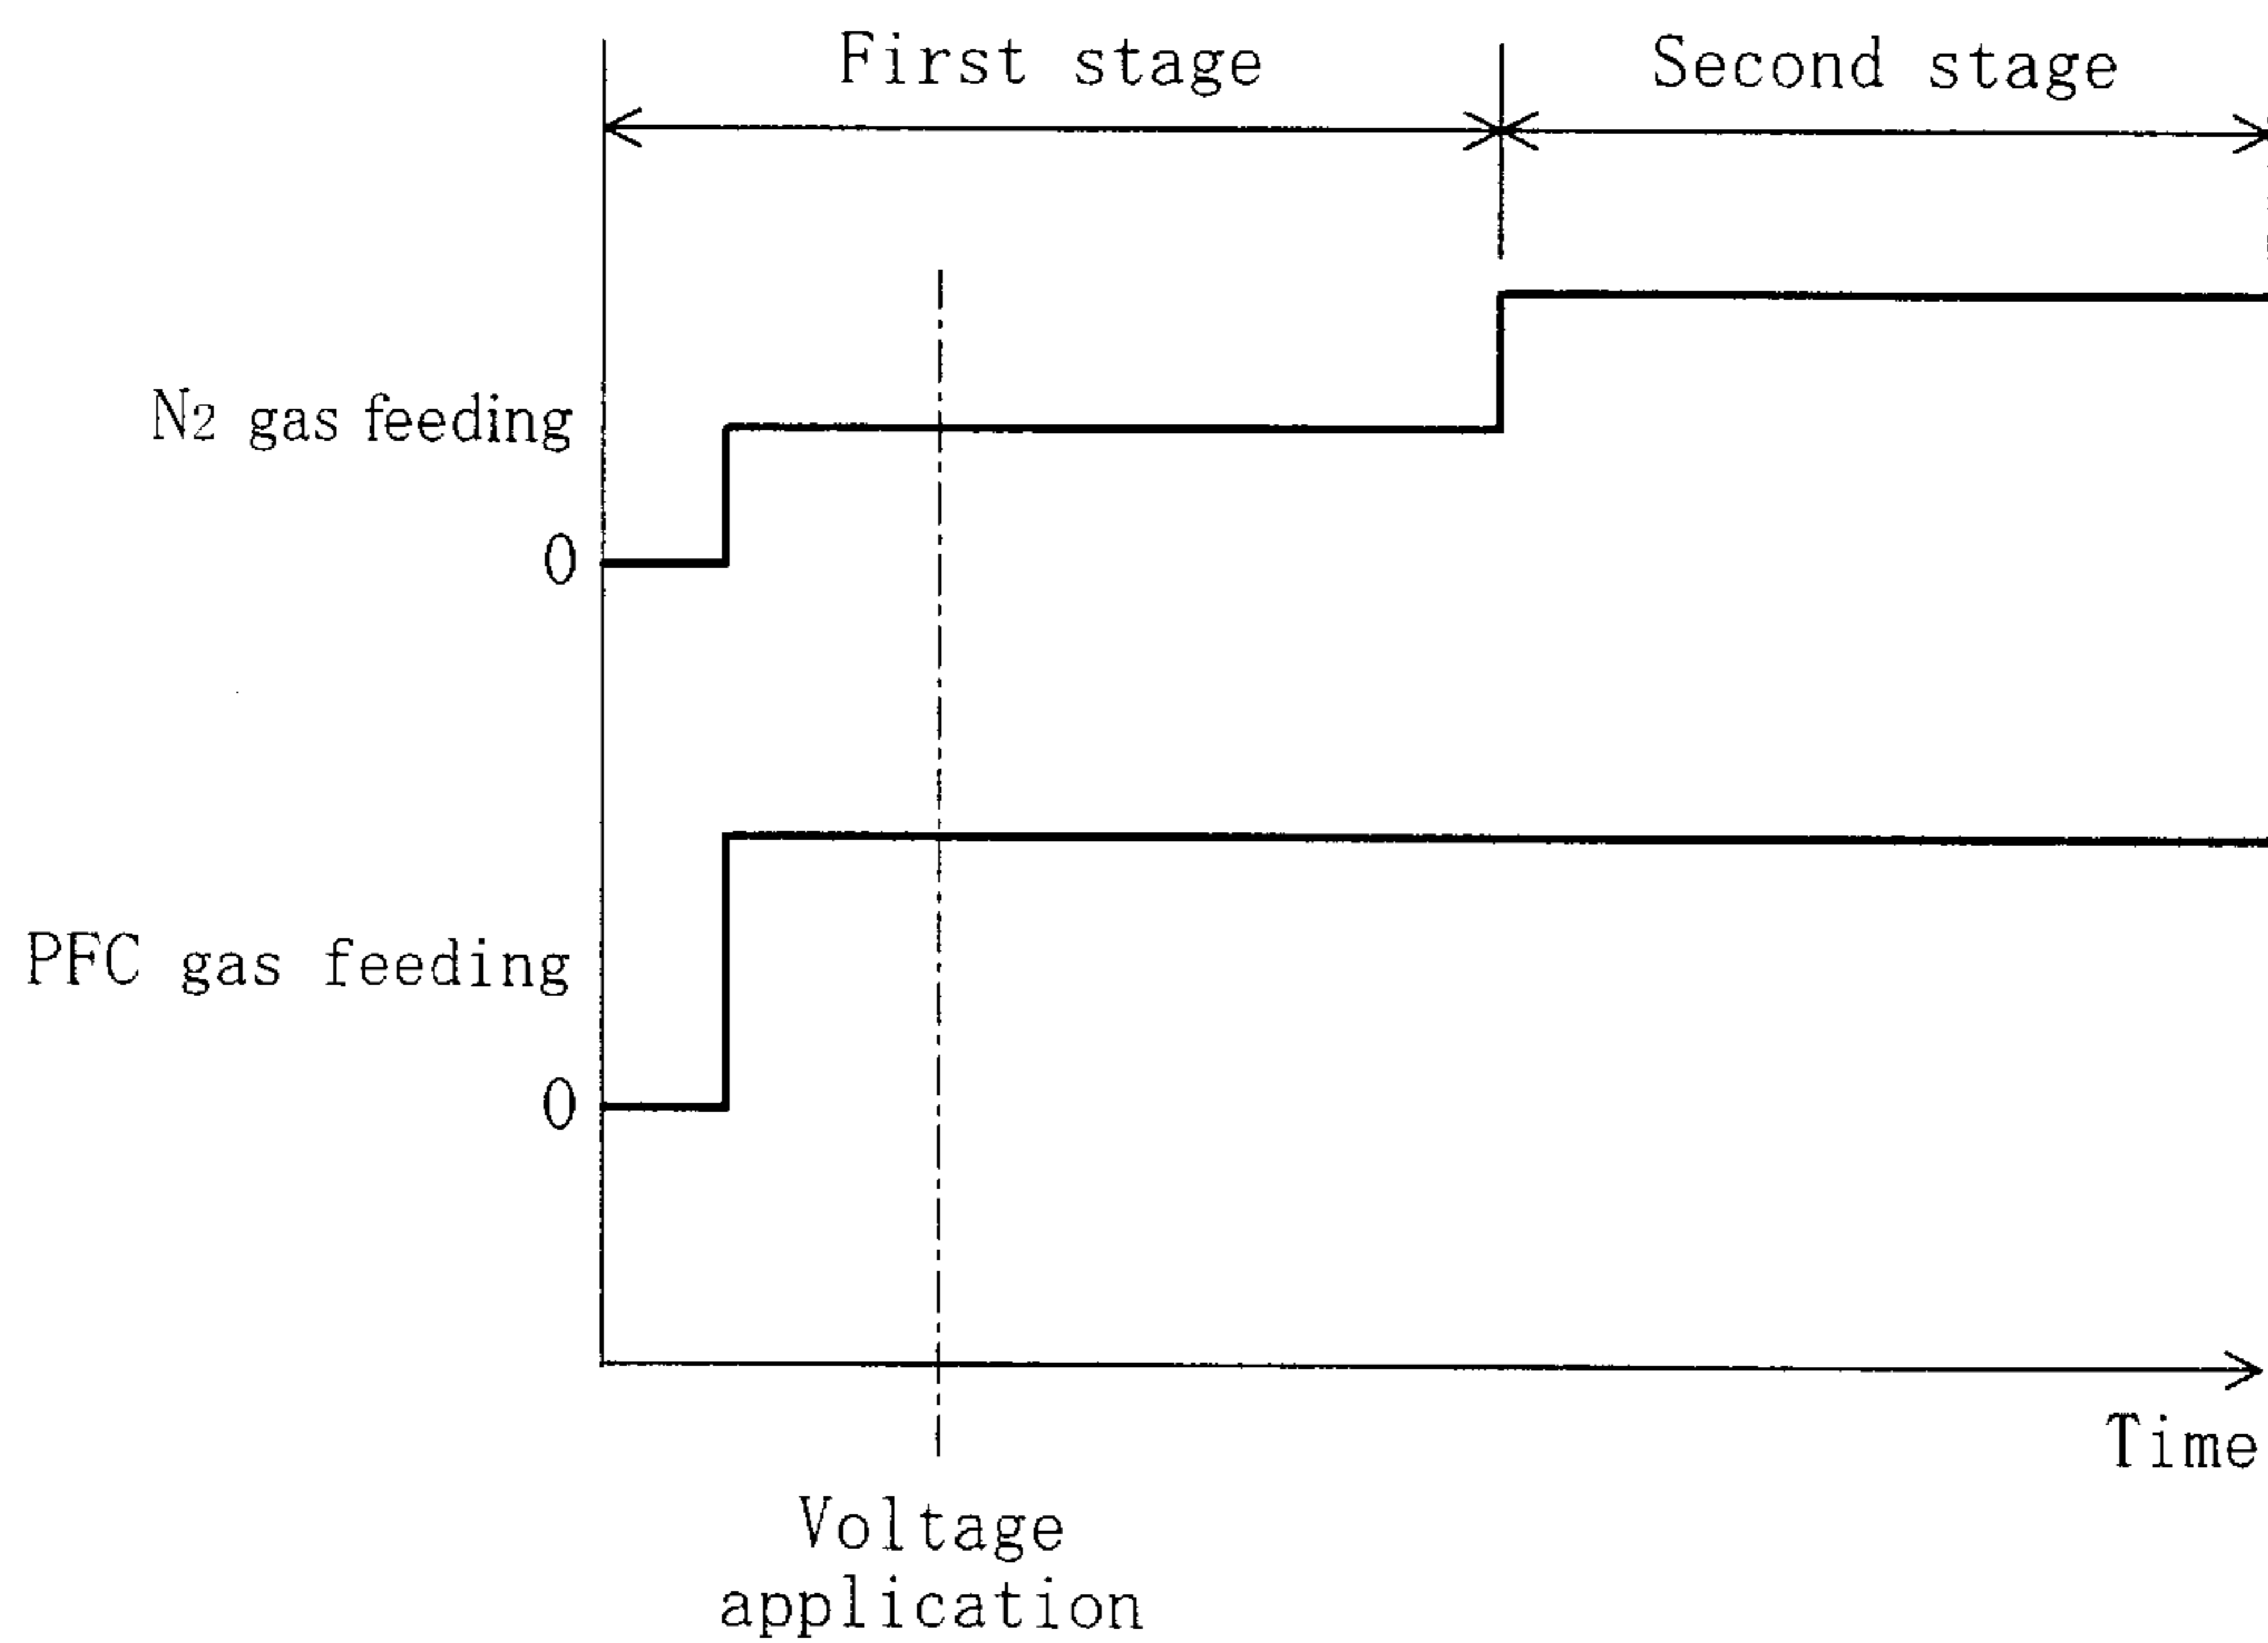 First stage
Second stage
N2 gas feeding
0
PFC gas feeding
0
Time
Voltage
application